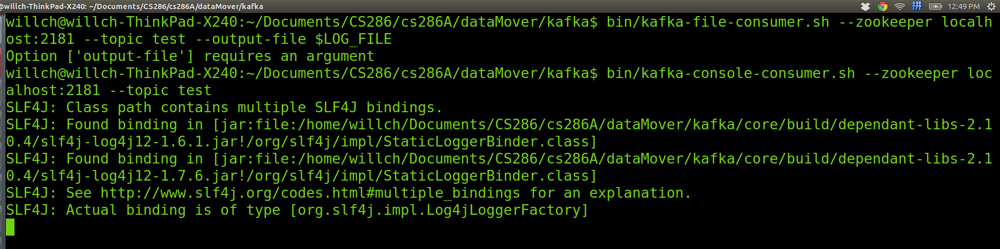 @willch-ThinkPad-X240: ~/Documents/CS286/cs286A/dataMover/kafka
拼
12:49 PM
willch@willch-ThinkPad-X240:~/Documents/CS286/cs286A/dataMover/kafka$ bin/kafka-file-consumer.sh --zookeeper localh
ost:2181 --topic test --output-file $LOG_FILE
Option ['output-file'] requires an argument
willch@willch-ThinkPad-X240:~/Documents/CS286/cs286A/dataMover/kafka$ bin/kafka-console-consumer.sh --zookeeper loc
alhost:2181 --topic test
SLF4J: Class path contains multiple SLF4J bindings.
SLF4J: Found binding in [jar:file:/home/willch/Documents/CS286/cs286A/dataMover/kafka/core/build/dependant-libs-2.1
0.4/slf4j-log4j12-1.6.1.jar!/org/slf4j/impl/StaticLoggerBinder.class]
SLF4J: Found binding in [jar:file:/home/willch/Documents/CS286/cs286A/dataMover/kafka/core/build/dependant-libs-2.1
0.4/slf4j-log4j12-1.7.6.jar!/org/slf4j/impl/StaticLoggerBinder.class]
SLF4J: See http://www.slf4j.org/codes.html#multiple_bindings for an explanation.
SLF4J: Actual binding is of type [org.slf4j.impl.Log4jLoggerFactory]